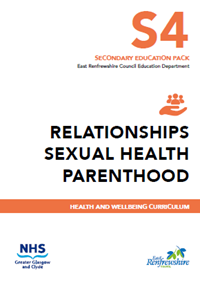 S4
SECONDARY EDUCATION PACK
East Renfrewshire Council Education Department
RELATIONSHIPS
SEXUAL HEALTH
PARENTHOOD
HEALTH AND WELLBEING CURRICULUM
NHS
Greater Glasgow
and Clyde
East
Renfrewshire